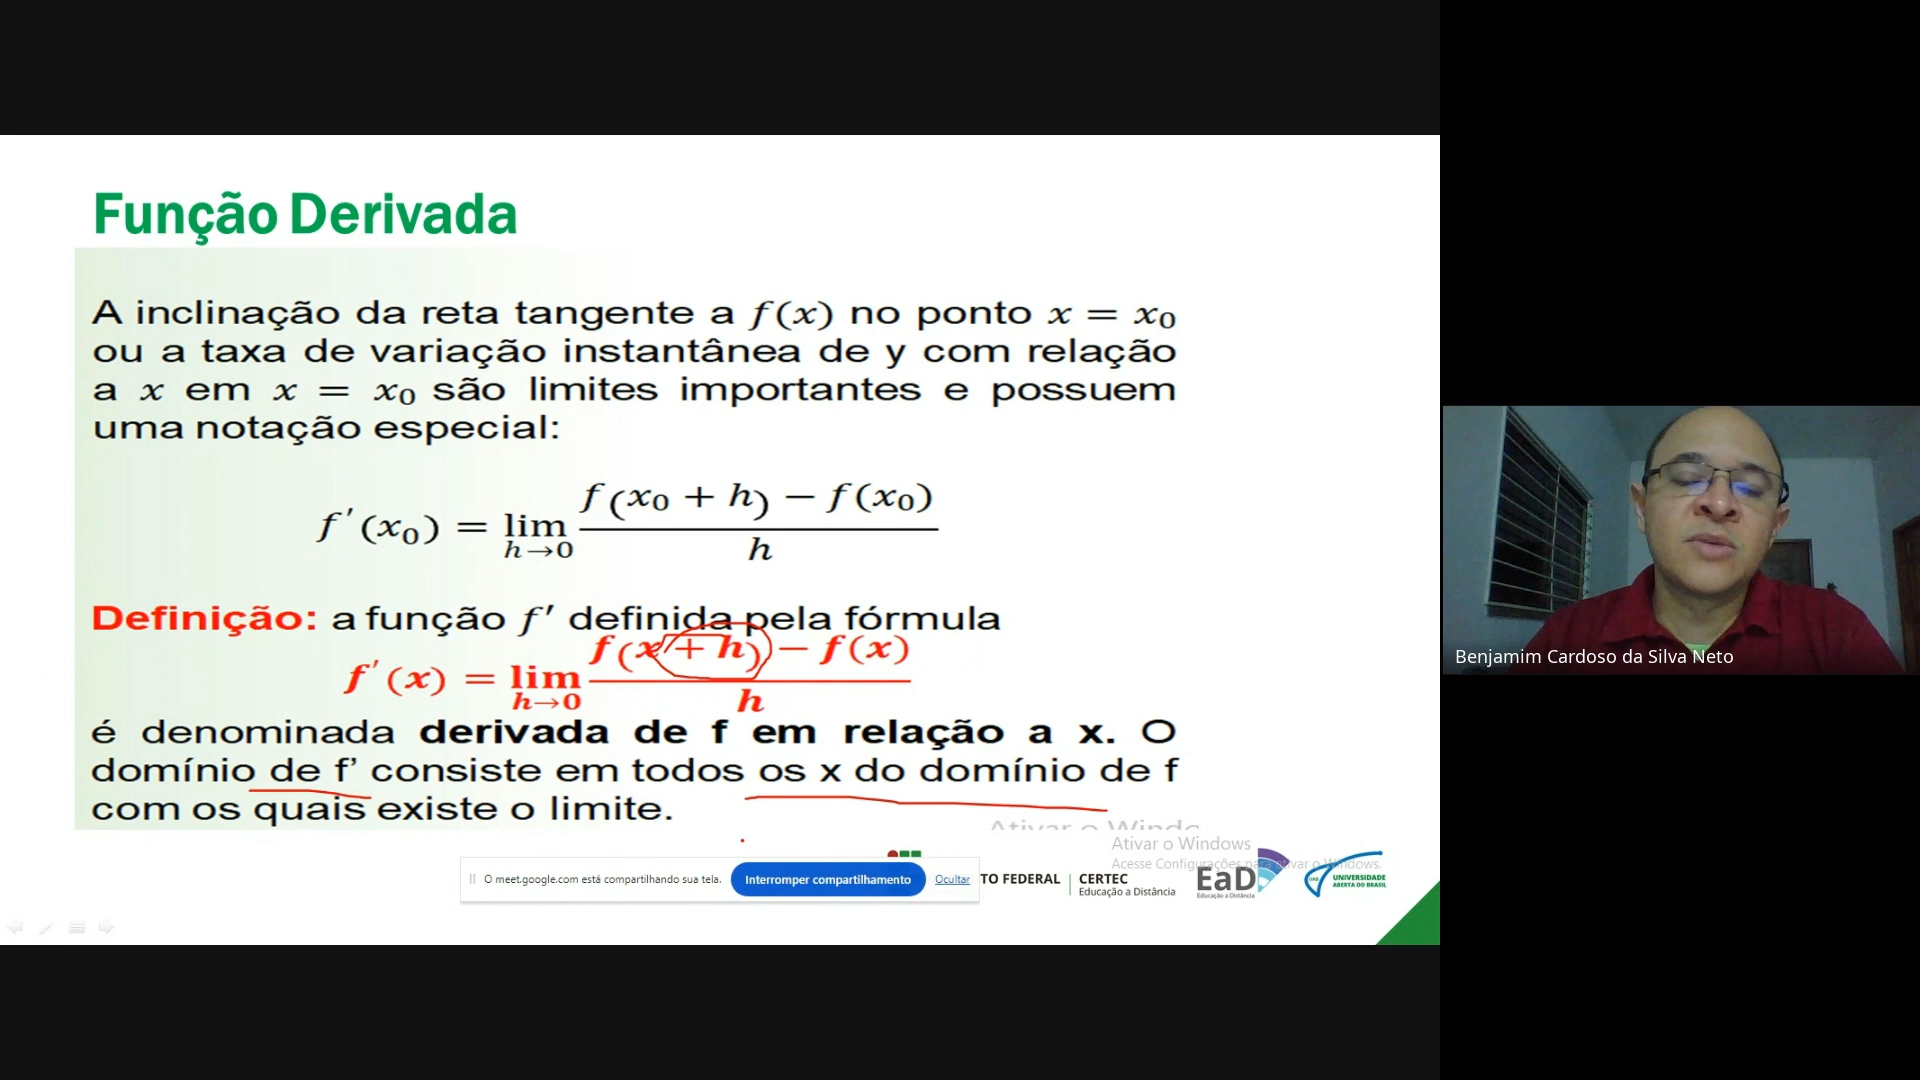 Função Derivada
A inclinação da reta tangente a f(x) no ponto x = x₀
ou a taxa de variação instantânea de y com relação
a x em x = x₀ são limites importantes e possuem
uma notação especial:
f′(x₀) = lim h→0 f(x₀ + h) − f(x₀) / h
Definição: a função f′ definida pela fórmula
f′(x) = lim h→0 f(x + h) − f(x) / h
é denominada derivada de f em relação a x. O
domínio de f’ consiste em todos os x do domínio de f
com os quais existe o limite.
Ativar o Windows
Acesse Configurações para ativar o Windows.
O meet.google.com está compartilhando sua tela.
Interromper compartilhamento
Ocultar
TO FEDERAL
CERTEC
Educação a Distância
EaD
Educação a Distância
UAB
UNIVERSIDADE
ABERTA DO BRASIL
Benjamim Cardoso da Silva Neto